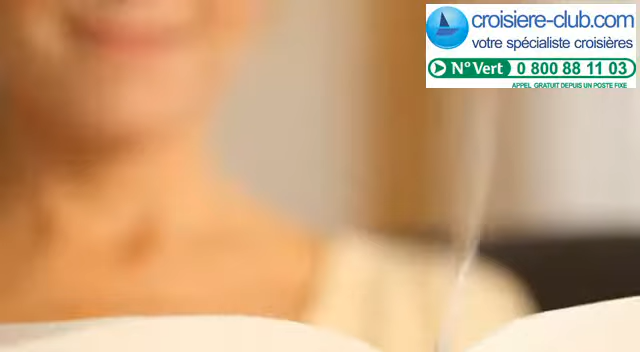 croisiere-club.com
votre spécialiste croisières
N° Vert 0 800 88 11 03
APPEL GRATUIT DEPUIS UN POSTE FIXE